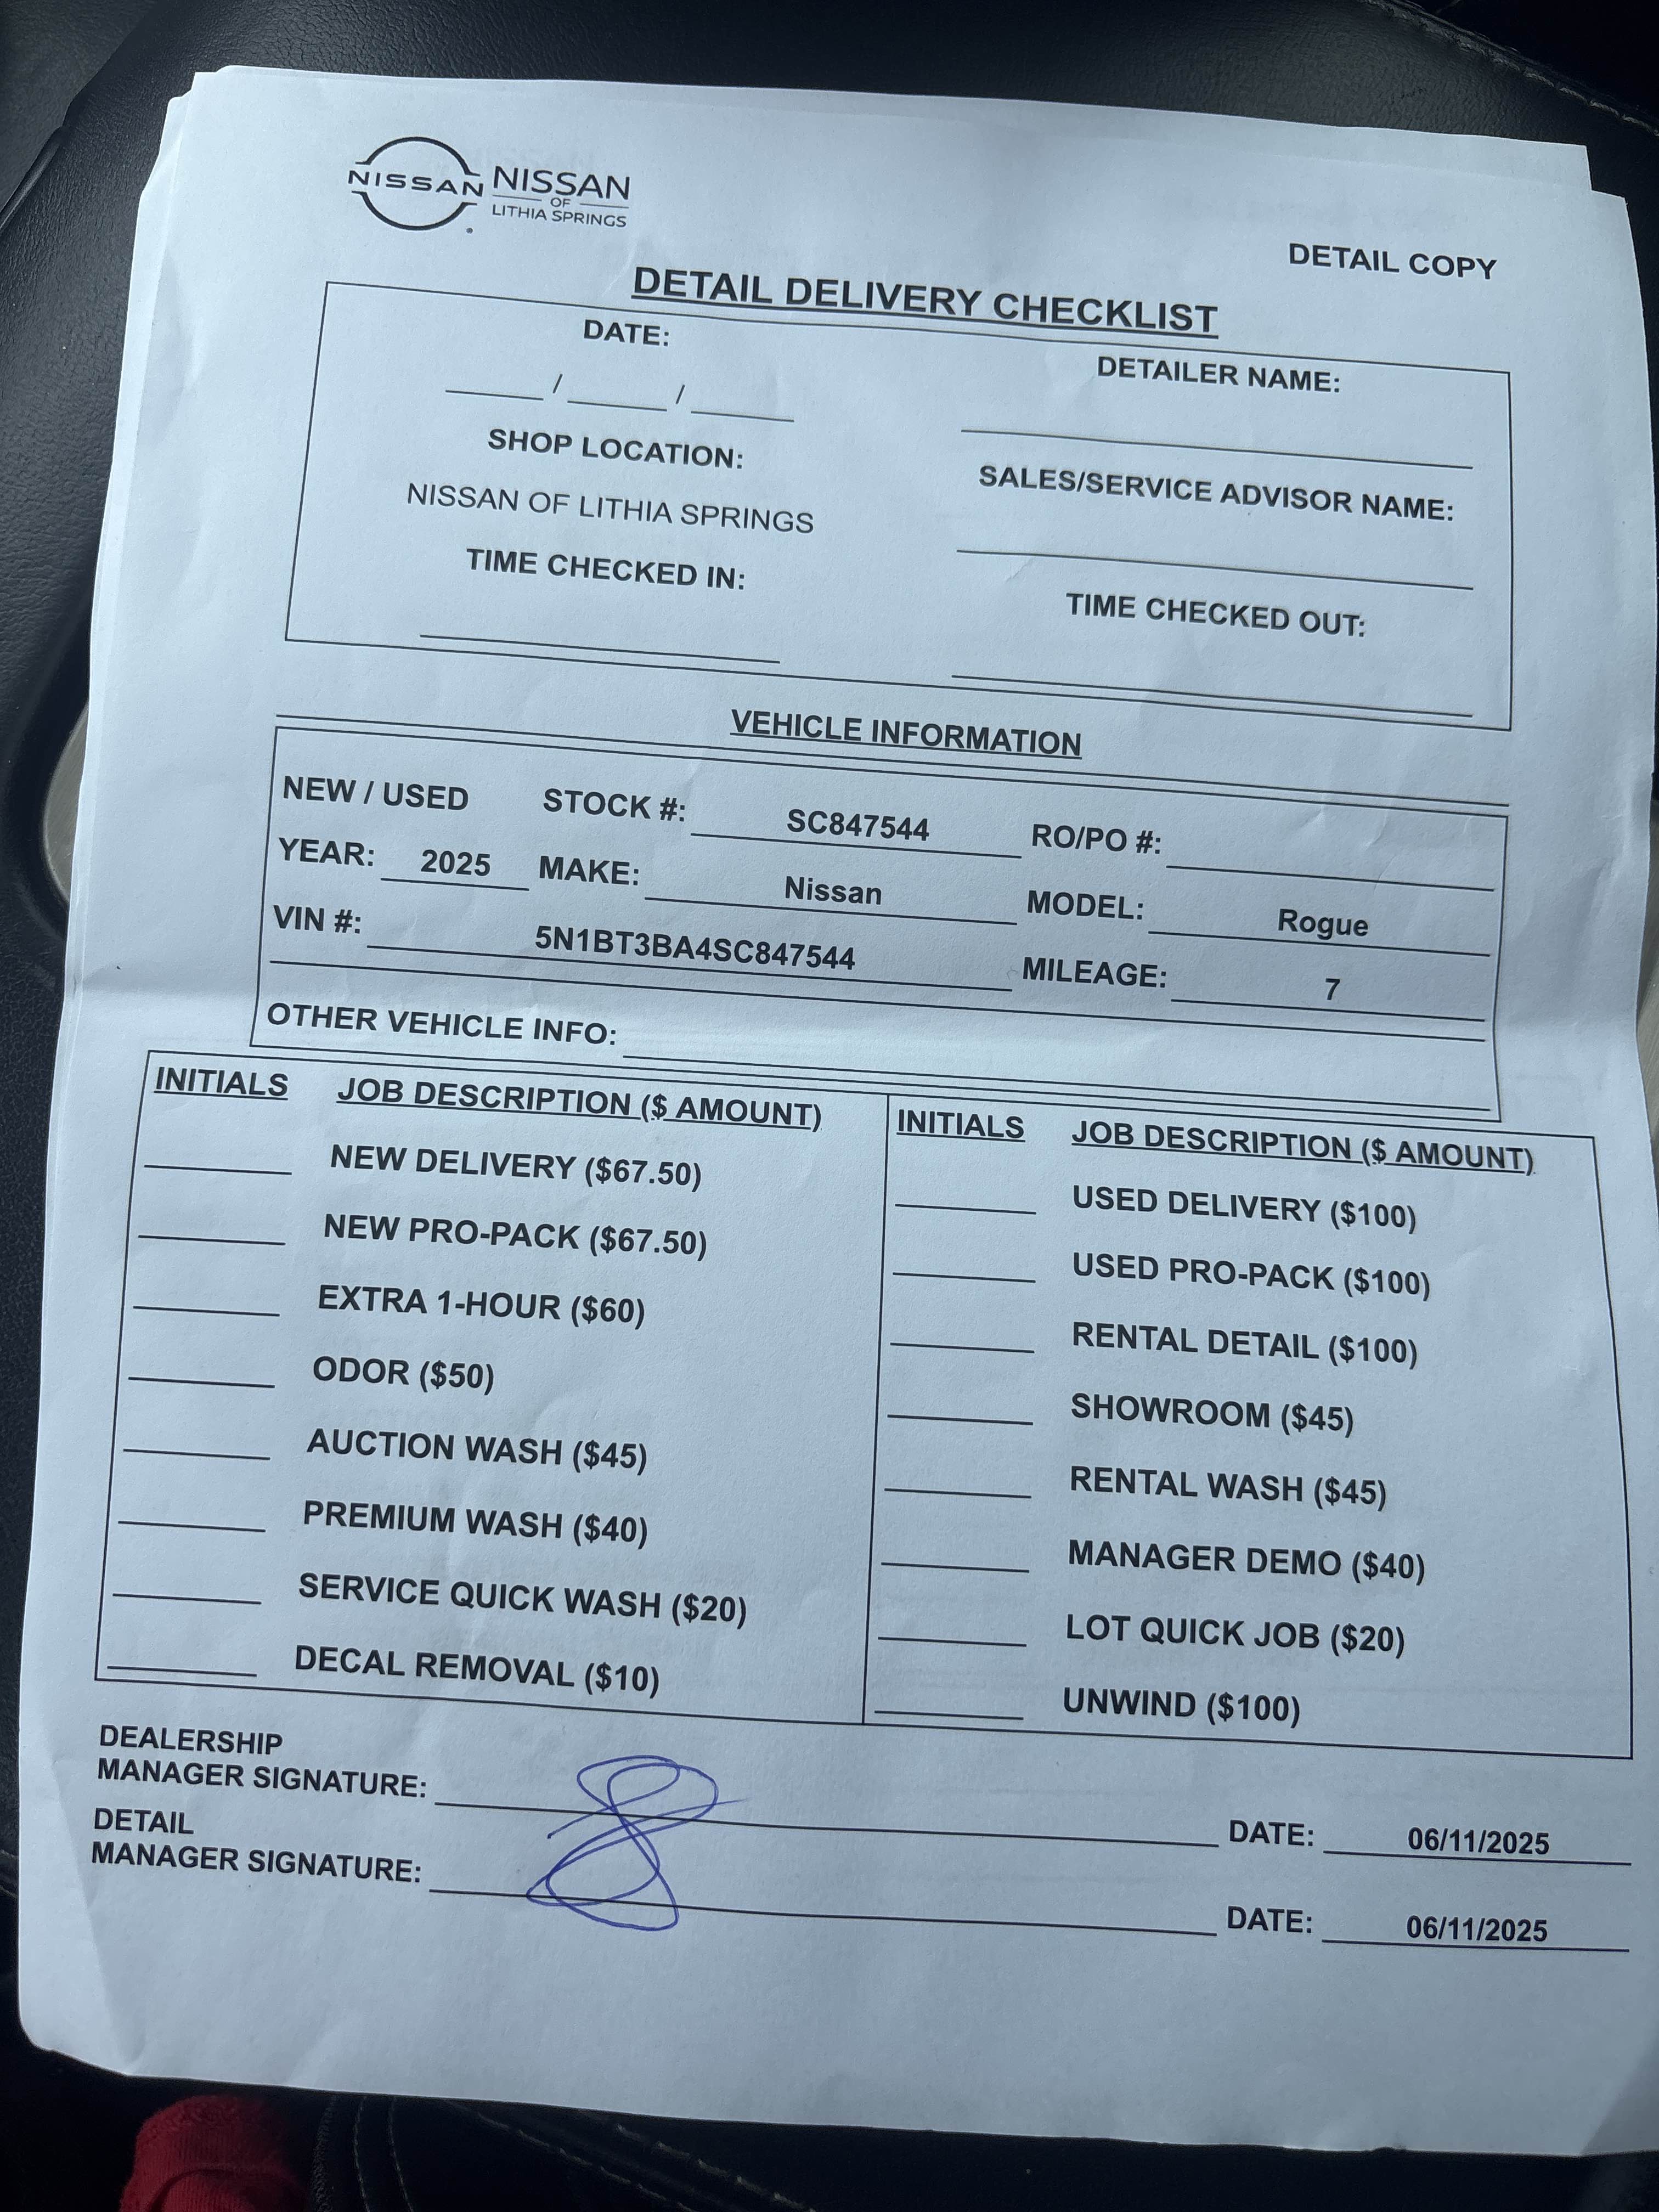 NISSAN NISSAN
OF
LITHIA SPRINGS
DETAIL COPY
DETAIL DELIVERY CHECKLIST
DATE:
/ /
SHOP LOCATION:
NISSAN OF LITHIA SPRINGS
TIME CHECKED IN:
DETAILER NAME:
SALES/SERVICE ADVISOR NAME:
TIME CHECKED OUT:
VEHICLE INFORMATION
NEW / USED STOCK #: SC847544 RO/PO #:
YEAR: 2025 MAKE: Nissan MODEL: Rogue
VIN #: 5N1BT3BA4SC847544 MILEAGE: 7
OTHER VEHICLE INFO:
INITIALS JOB DESCRIPTION ($ AMOUNT)
NEW DELIVERY ($67.50)
NEW PRO-PACK ($67.50)
EXTRA 1-HOUR ($60)
ODOR ($50)
AUCTION WASH ($45)
PREMIUM WASH ($40)
SERVICE QUICK WASH ($20)
DECAL REMOVAL ($10)
INITIALS JOB DESCRIPTION ($ AMOUNT)
USED DELIVERY ($100)
USED PRO-PACK ($100)
RENTAL DETAIL ($100)
SHOWROOM ($45)
RENTAL WASH ($45)
MANAGER DEMO ($40)
LOT QUICK JOB ($20)
UNWIND ($100)
DEALERSHIP
MANAGER SIGNATURE: DATE: 06/11/2025
DETAIL
MANAGER SIGNATURE: DATE: 06/11/2025